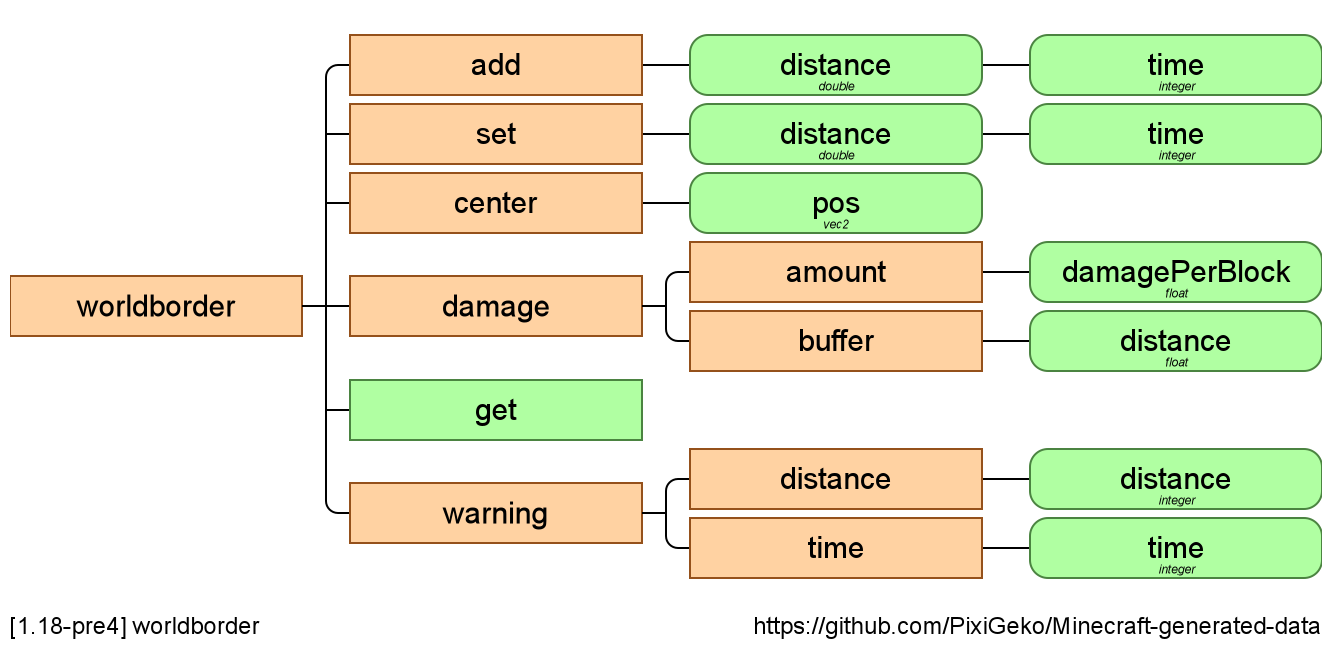 add
distance
double
time
integer
set
distance
double
time
integer
center
pos
vec2
worldborder
damage
amount
damagePerBlock
float
buffer
distance
float
get
warning
distance
distance
integer
time
time
integer
[1.18-pre4] worldborder
https://github.com/PixiGeko/Minecraft-generated-data